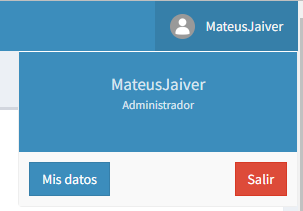 MateusJaiver
MateusJaiver
Administrador
Mis datos
Salir